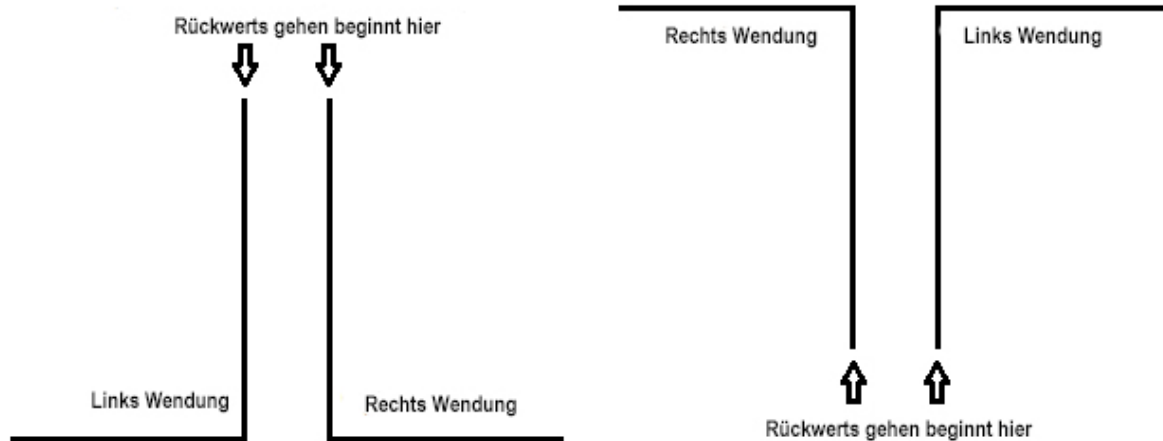 Rückwerts gehen beginnt hier
Links Wendung
Rechts Wendung
Rechts Wendung
Links Wendung
Rückwerts gehen beginnt hier